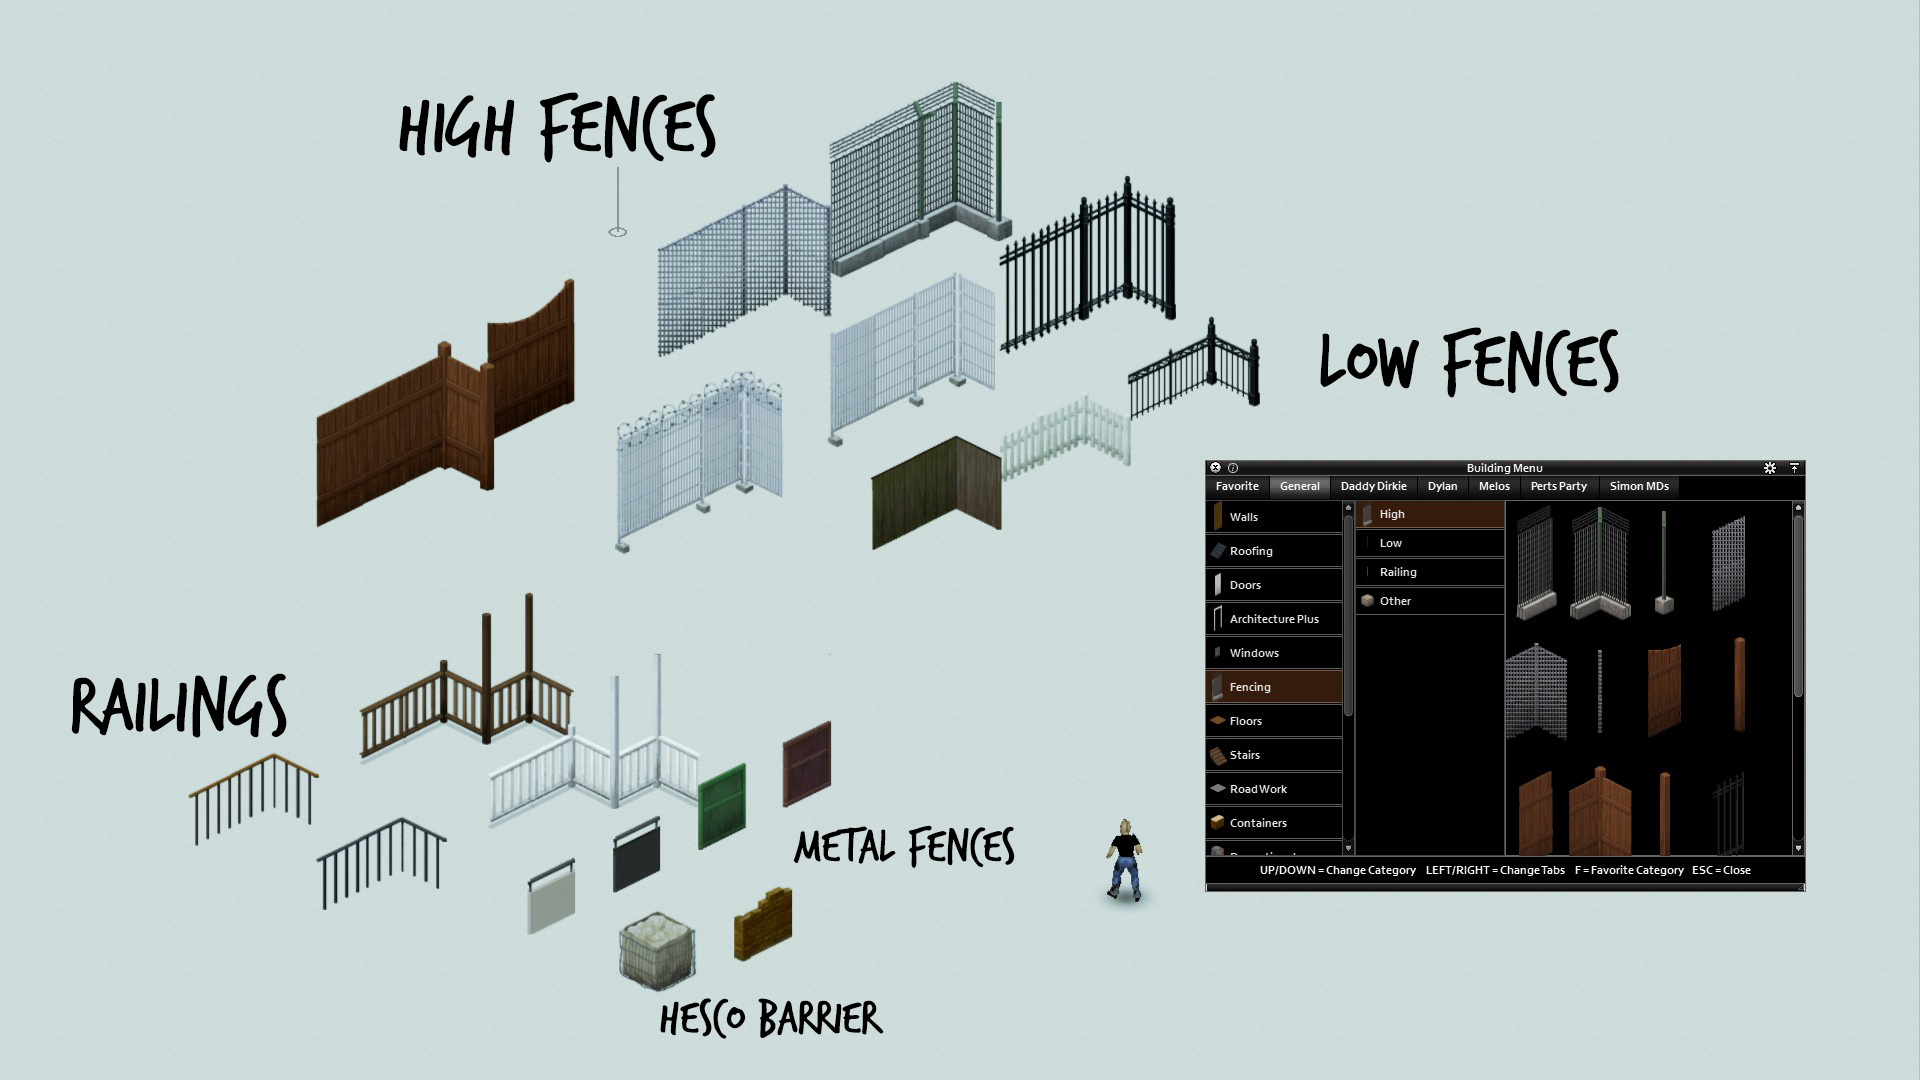 HIGH FENCES
LOW FENCES
RAILINGS
METAL FENCES
HESCO BARRIER
Building Menu
Favorite General Daddy Dirkie Dylan Melos Perts Party Simon MDs
Walls
Roofing
Doors
Architecture Plus
Windows
Fencing
Floors
Stairs
Road Work
Containers
High
Low
Railing
Other
UP/DOWN = Change Category LEFT/RIGHT = Change Tabs F = Favorite Category ESC = Close